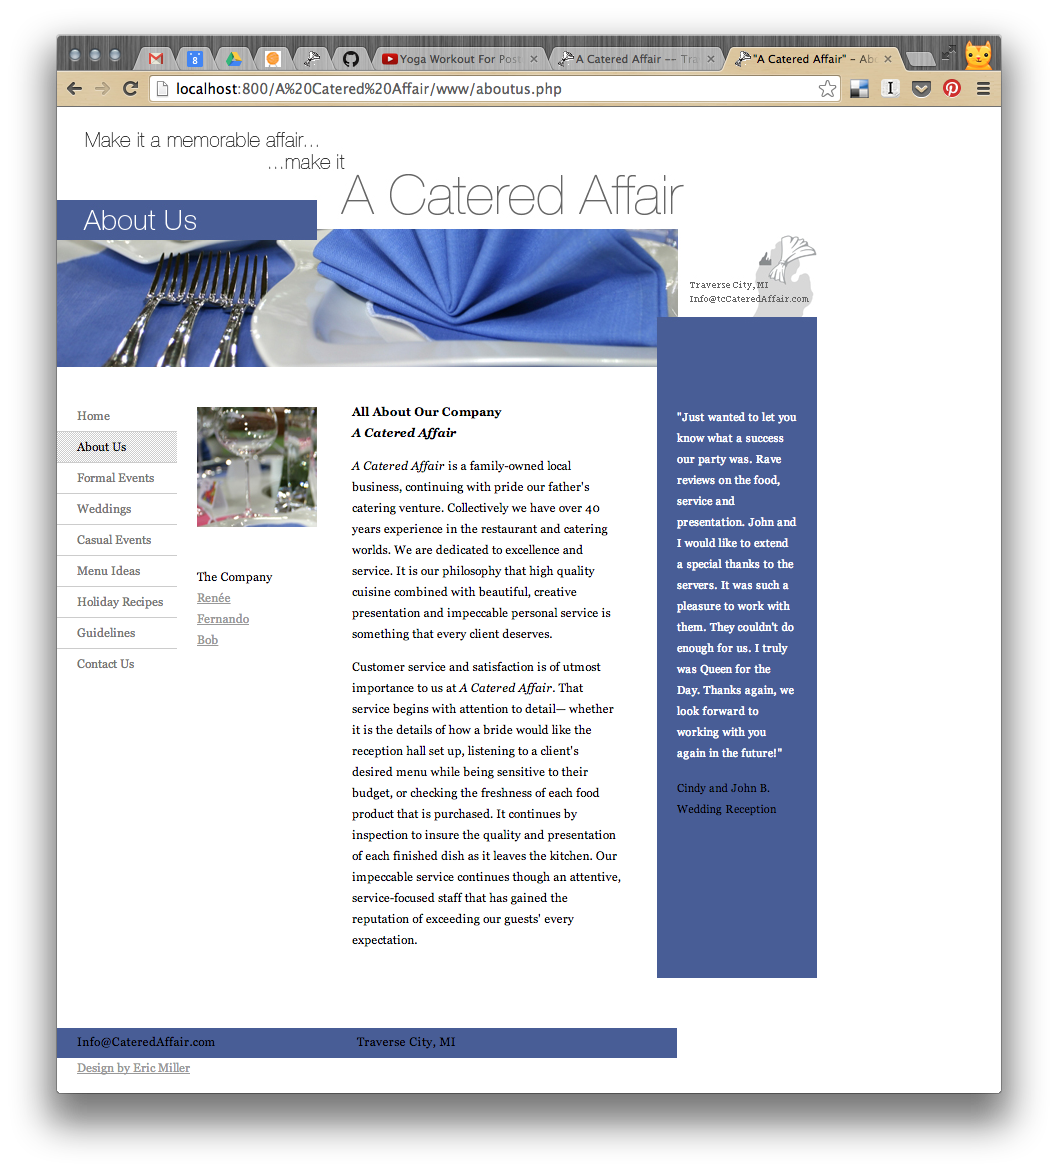 8
Yoga Workout For Post
A Catered Affair -- Tra
"A Catered Affair" – Abo
localhost:800/A%20Catered%20Affair/www/aboutus.php
Make it a memorable affair...
...make it
A Catered Affair
About Us
Traverse City, MI
Info@tcCateredAffair.com
Home
About Us
Formal Events
Weddings
Casual Events
Menu Ideas
Holiday Recipes
Guidelines
Contact Us
The Company
Renée
Fernando
Bob
All About Our Company
A Catered Affair
A Catered Affair is a family-owned local
business, continuing with pride our father's
catering venture. Collectively we have over 40
years experience in the restaurant and catering
worlds. We are dedicated to excellence and
service. It is our philosophy that high quality
cuisine combined with beautiful, creative
presentation and impeccable personal service is
something that every client deserves.
Customer service and satisfaction is of utmost
importance to us at A Catered Affair. That
service begins with attention to detail— whether
it is the details of how a bride would like the
reception hall set up, listening to a client's
desired menu while being sensitive to their
budget, or checking the freshness of each food
product that is purchased. It continues by
inspection to insure the quality and presentation
of each finished dish as it leaves the kitchen. Our
impeccable service continues though an attentive,
service-focused staff that has gained the
reputation of exceeding our guests' every
expectation.
"Just wanted to let you
know what a success
our party was. Rave
reviews on the food,
service and
presentation. John and
I would like to extend
a special thanks to the
servers. It was such a
pleasure to work with
them. They couldn't do
enough for us. I truly
was Queen for the
Day. Thanks again, we
look forward to
working with you
again in the future!"
Cindy and John B.
Wedding Reception
Info@CateredAffair.com
Traverse City, MI
Design by Eric Miller